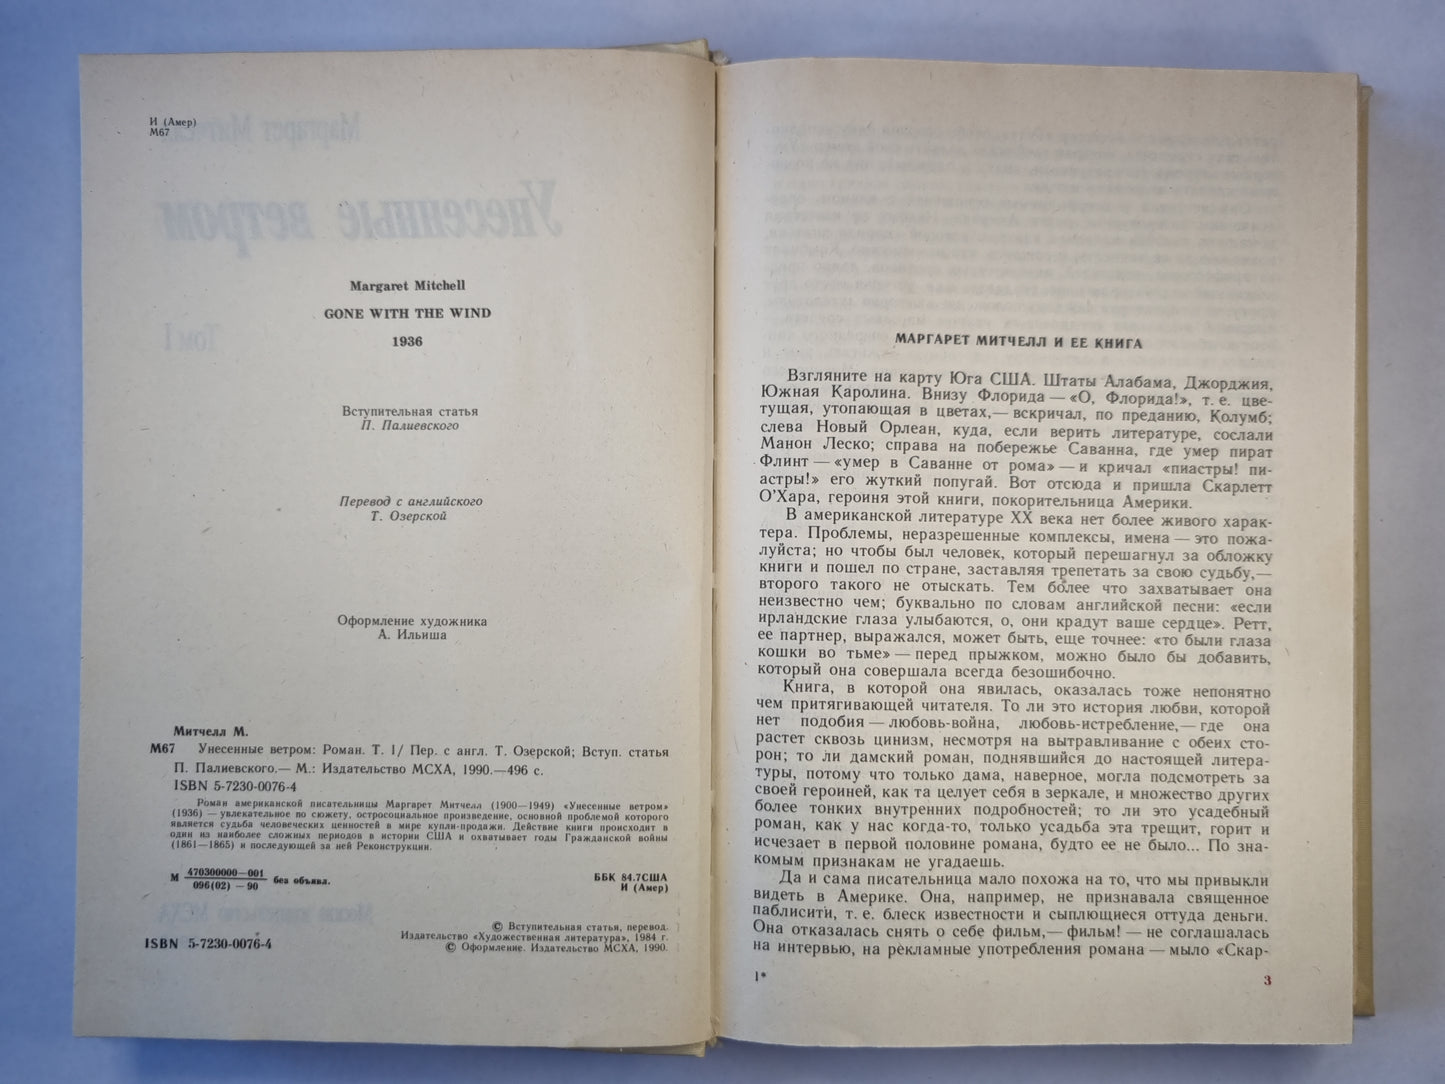 И (Амер)
М67
Margaret Mitchell
GONE WITH THE WIND
1936
Вступительная статья
П. Палиевского
Перевод с английского
Т. Озерской
Оформление художника
А. Ильиша
Митчелл М.
М67 Унесенные ветром: Роман. Т. I/ Пер. с англ. Т. Озерской; Вступ. статья
П. Палиевского.— М.: Издательство МСХА, 1990.—496 с.
ISBN 5-7230-0076-4
Роман американской писательницы Маргарет Митчелл (1900—1949) «Унесенные ветром»
(1936) — увлекательное по сюжету, остросоциальное произведение, основной проблемой которого
является судьба человеческих ценностей в мире купли-продажи. Действие книги происходит в
один из наиболее сложных периодов в истории США и охватывает годы Гражданской войны
(1861—1865) и последующей за ней Реконструкции.
М 470300000—001
096(02) — 90 без объявл.
ББК 84.7США
И (Амер)
ISBN 5-7230-0076-4
© Вступительная статья, перевод.
Издательство «Художественная литература», 1984 г.
© Оформление. Издательство МСХА, 1990.
МАРГАРЕТ МИТЧЕЛЛ И ЕЕ КНИГА
Взгляните на карту Юга США. Штаты Алабама, Джорджия,
Южная Каролина. Внизу Флорида — «О, Флорида!», т. е. цве-
тущая, утопающая в цветах,— вскричал, по преданию, Колумб;
слева Новый Орлеан, куда, если верить литературе, сослали
Манон Леско; справа на побережье Саванна, где умер пират
Флинт — «умер в Саванне от рома» — и кричал «пиастры! пи-
астры!» его жуткий попугай. Вот отсюда и пришла Скарлетт
О’Хара, героиня этой книги, покорительница Америки.
В американской литературе XX века нет более живого харак-
тера. Проблемы, неразрешенные комплексы, имена — это пожа-
луйста; но чтобы был человек, который перешагнул за обложку
книги и пошел по стране, заставляя трепетать за свою судьбу,—
второго такого не отыскать. Тем более что захватывает она
неизвестно чем; буквально по словам английской песни: «если
ирландские глаза улыбаются, о, они крадут ваше сердце». Ретт,
ее партнер, выражался, может быть, еще точнее: «то были глаза
кошки во тьме» — перед прыжком, можно было бы добавить,
который она совершала всегда безошибочно.
Книга, в которой она явилась, оказалась тоже непонятно
чем притягивающей читателя. То ли это история любви, которой
нет подобия — любовь-война, любовь-истребление,— где она
растет сквозь цинизм, несмотря на вытравливание с обеих сто-
рон; то ли дамский роман, поднявшийся до настоящей литера-
туры, потому что только дама, наверное, могла подсмотреть за
своей героиней, как та целует себя в зеркале, и множество других
более тонких внутренних подробностей; то ли это усадебный
роман, как у нас когда-то, только усадьба эта трещит, горит и
исчезает в первой половине романа, будто ее не было... По зна-
комым признакам не угадаешь.
Да и сама писательница мало похожа на то, что мы привыкли
видеть в Америке. Она, например, не признавала священное
паблисити, т. е. блеск известности и сыплющиеся оттуда деньги.
Она отказалась снять о себе фильм,— фильм! — не соглашалась
на интервью, на рекламные употребления романа — мыло «Скар-
1*
3